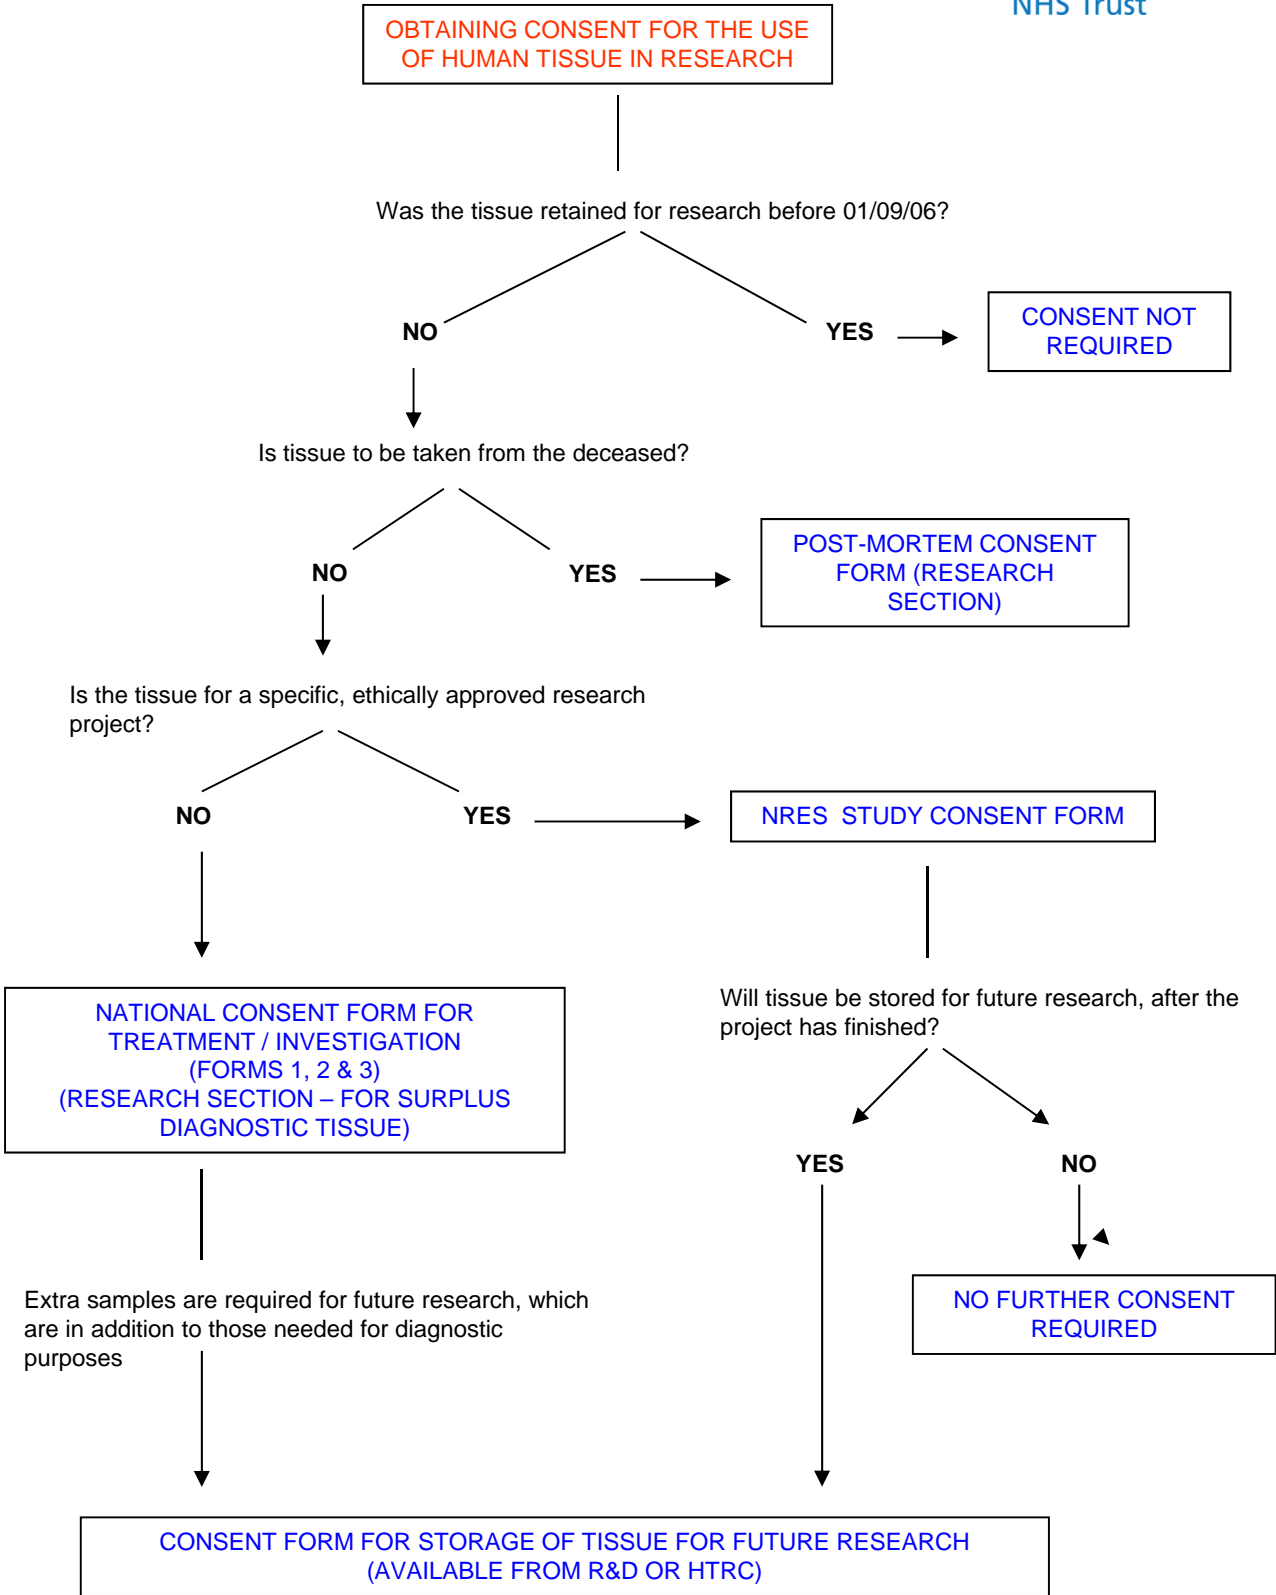 NHS Trust
OBTAINING CONSENT FOR THE USE
OF HUMAN TISSUE IN RESEARCH
Was the tissue retained for research before 01/09/06?
NO
YES
CONSENT NOT
REQUIRED
Is tissue to be taken from the deceased?
NO
YES
POST-MORTEM CONSENT
FORM (RESEARCH
SECTION)
Is the tissue for a specific, ethically approved research
project?
NO
YES
NRES STUDY CONSENT FORM
NATIONAL CONSENT FORM FOR
TREATMENT / INVESTIGATION
(FORMS 1, 2 & 3)
(RESEARCH SECTION – FOR SURPLUS
DIAGNOSTIC TISSUE)
Will tissue be stored for future research, after the
project has finished?
YES
NO
Extra samples are required for future research, which
are in addition to those needed for diagnostic
purposes
NO FURTHER CONSENT
REQUIRED
CONSENT FORM FOR STORAGE OF TISSUE FOR FUTURE RESEARCH
(AVAILABLE FROM R&D OR HTRC)